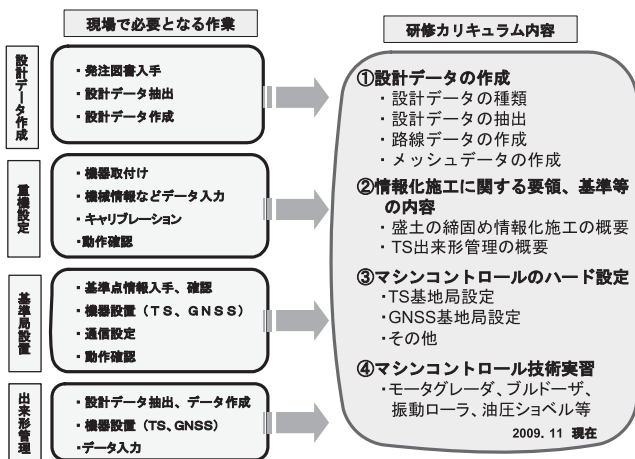 現場で必要となる作業
研修カリキュラム内容
設計データ作成
・発注図書入手
・設計データ抽出
・設計データ作成
重機設定
・機器取付け
・機械情報などデータ入力
・キャリブレーション
・動作確認
基準局設置
・基準点情報入手、確認
・機器設置（TS、GNSS）
・通信設定
・動作確認
出来形管理
・設計データ抽出、データ作成
・機器設置（TS、GNSS）
・データ入力
①設計データの作成
・設計データの種類
・設計データの抽出
・路線データの作成
・メッシュデータの作成
②情報化施工に関する要領、基準等
の内容
・盛土の締固め情報化施工の概要
・TS出来形管理の概要
③マシンコントロールのハード設定
・TS基地局設定
・GNSS基地局設定
・その他
④マシンコントロール技術実習
・モータグレーダ、ブルドーザ、
振動ローラ、油圧ショベル等
2009. 11 現在